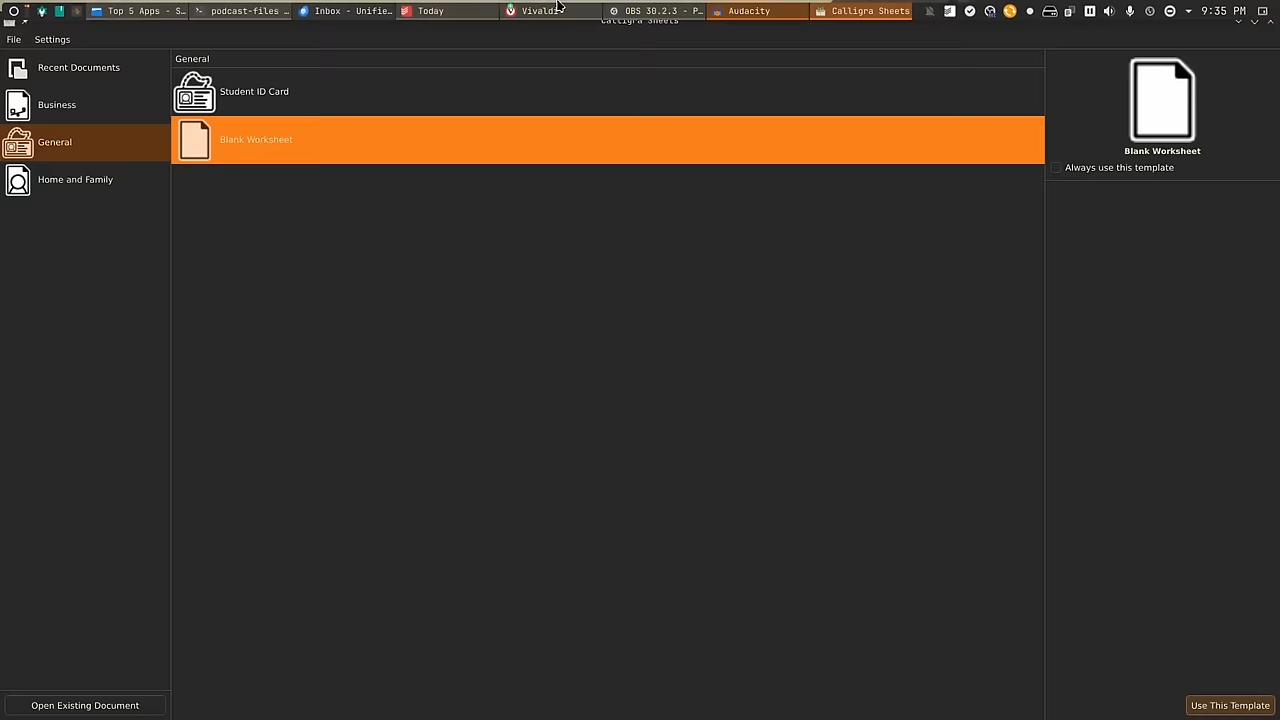 Top 5 Apps - S…
podcast-files …
Inbox - Unifie…
Today
Vivaldi
OBS 30.2.3 - P…
Audacity
Calligra Sheets
9:35 PM
Calligra Sheets
File
Settings
Recent Documents
Business
General
Home and Family
General
Student ID Card
Blank Worksheet
Blank Worksheet
Always use this template
Open Existing Document
Use This Template